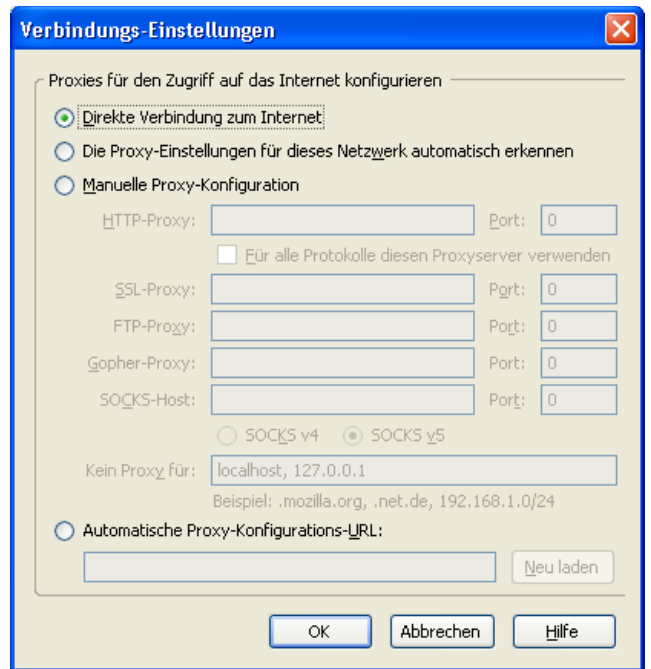 Verbindungs-Einstellungen
Proxies für den Zugriff auf das Internet konfigurieren
Direkte Verbindung zum Internet
Die Proxy-Einstellungen für dieses Netzwerk automatisch erkennen
Manuelle Proxy-Konfiguration
HTTP-Proxy: Port: 0
Für alle Protokolle diesen Proxyserver verwenden
SSL-Proxy: Port: 0
FTP-Proxy: Port: 0
Gopher-Proxy: Port: 0
SOCKS-Host: Port: 0
SOCKS v4 SOCKS v5
Kein Proxy für: localhost, 127.0.0.1
Beispiel: .mozilla.org, .net.de, 192.168.1.0/24
Automatische Proxy-Konfigurations-URL:
Neu laden
OK Abbrechen Hilfe